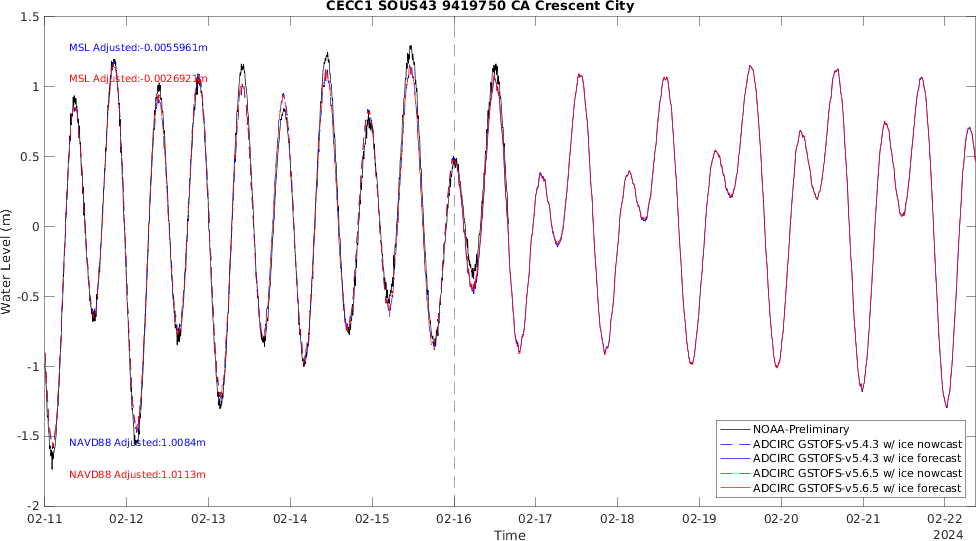 CECC1 SOUS43 9419750 CA Crescent City
MSL Adjusted:-0.0055961m
MSL Adjusted:-0.0026921m
NAVD88 Adjusted:1.0084m
NAVD88 Adjusted:1.0113m
Water Level (m)
1.5
1
0.5
0
-0.5
-1
-1.5
-2
NOAA-Preliminary
ADCIRC GSTOFS-v5.4.3 w/ ice nowcast
ADCIRC GSTOFS-v5.4.3 w/ ice forecast
ADCIRC GSTOFS-v5.6.5 w/ ice nowcast
ADCIRC GSTOFS-v5.6.5 w/ ice forecast
02-11 02-12 02-13 02-14 02-15 02-16 02-17 02-18 02-19 02-20 02-21 02-22
2024
Time